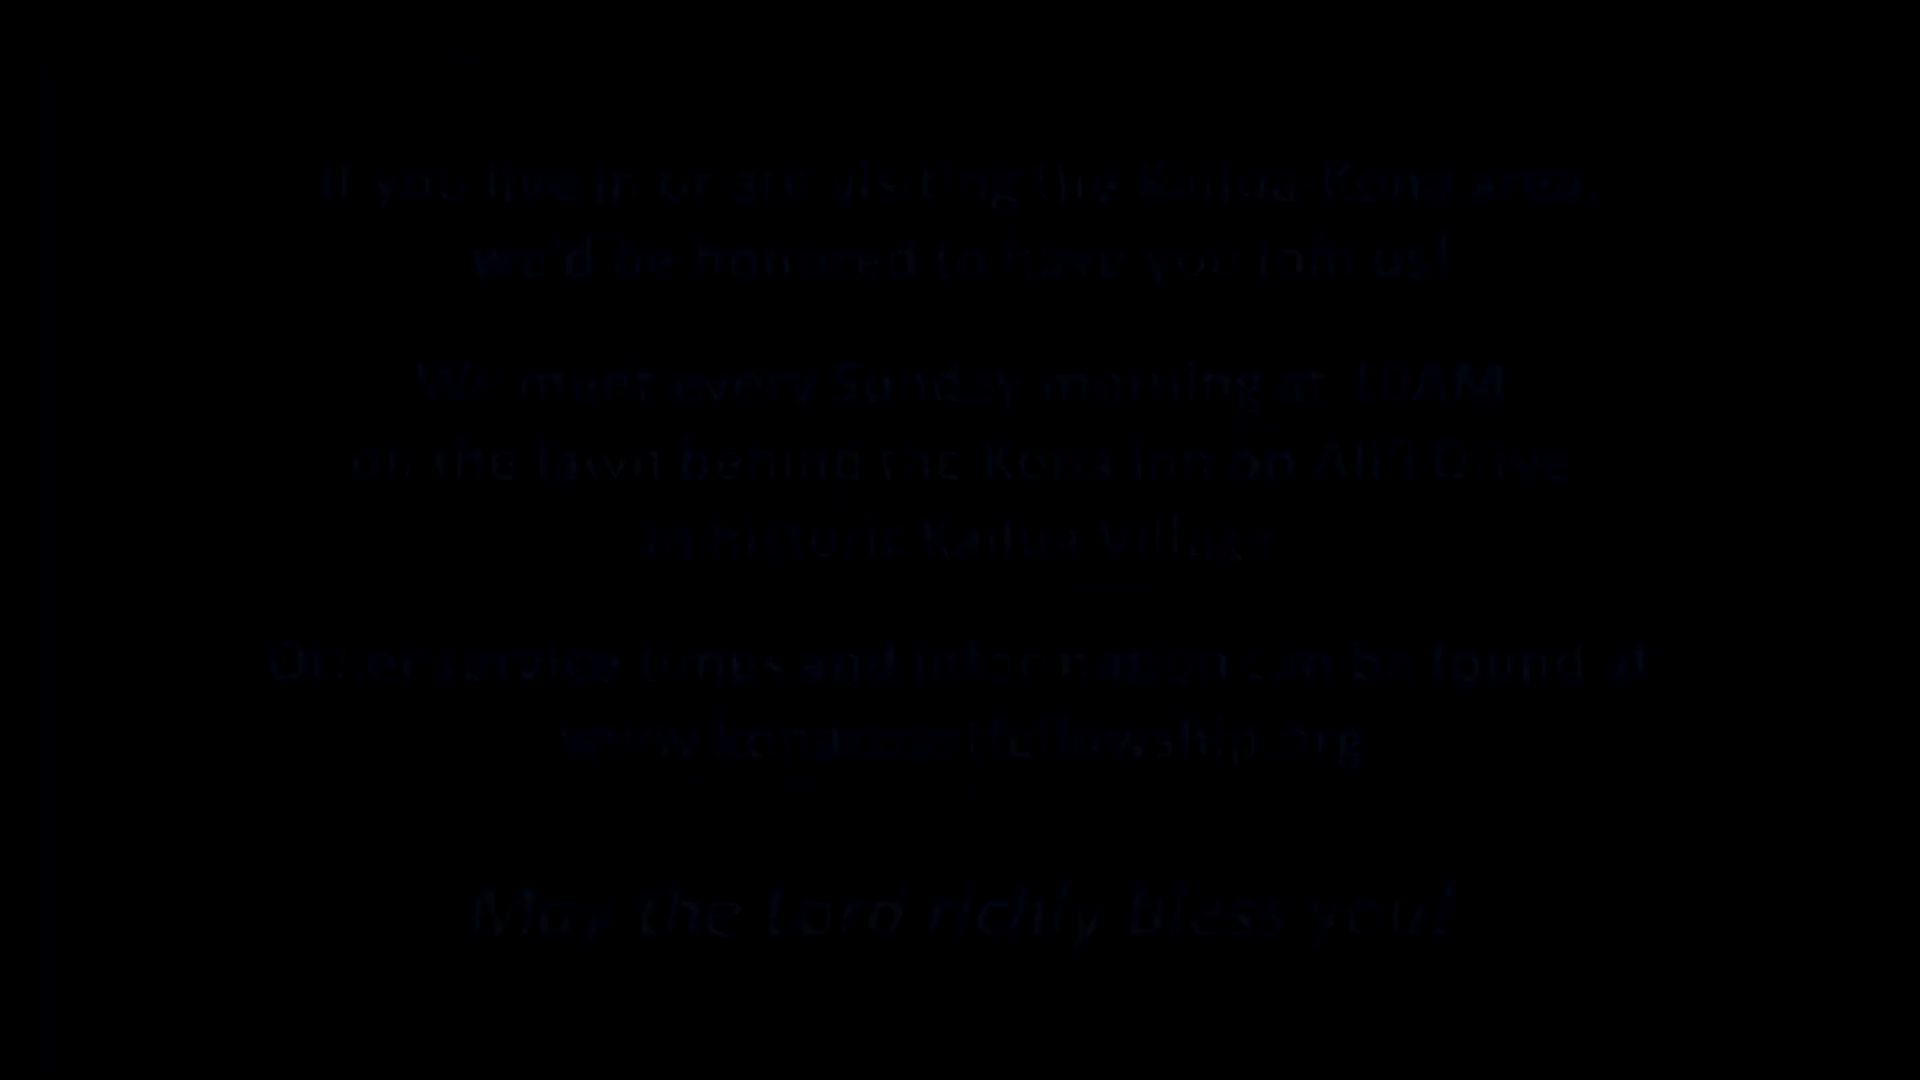 If you live in or are visiting the Kailua-Kona area,
we'd be honored to have you join us!
We meet every Sunday morning at 10AM
on the lawn behind the Kona Inn on Ali'i Drive
in historic Kailua Village
Other service times and information can be found at
May the Lord richly bless you!